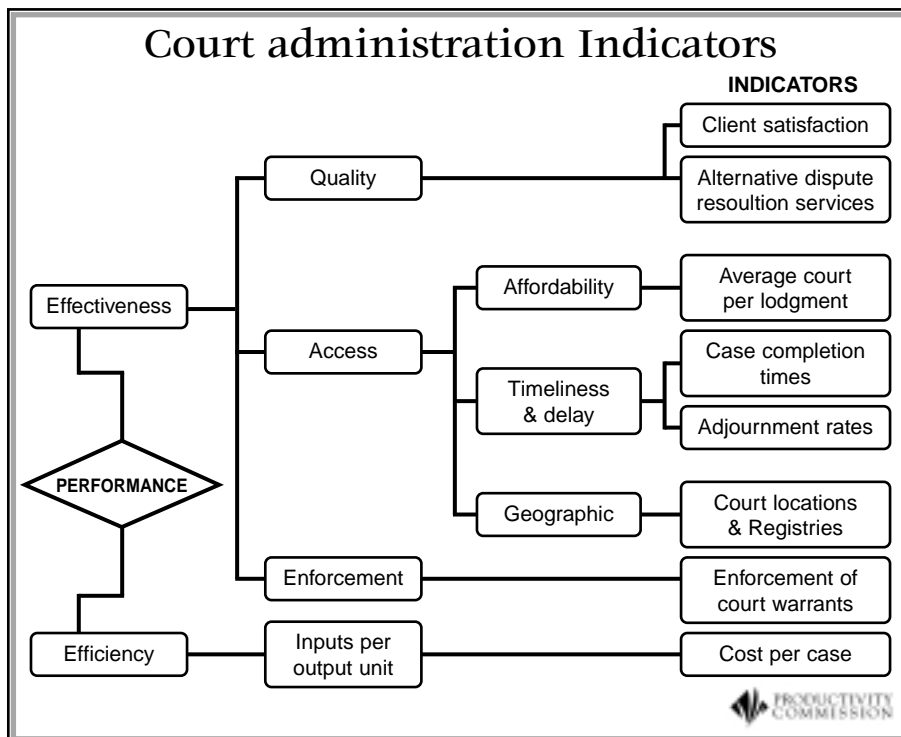 Court administration Indicators
INDICATORS
Client satisfaction
Quality
Alternative dispute
resoultion services
Affordability
Average court
per lodgment
Effectiveness
Access
Case completion
times
Timeliness
& delay
Adjournment rates
PERFORMANCE
Geographic
Court locations
& Registries
Enforcement
Enforcement of
court warrants
Efficiency
Inputs per
output unit
Cost per case
PRODUCTIVITY
COMMISSION